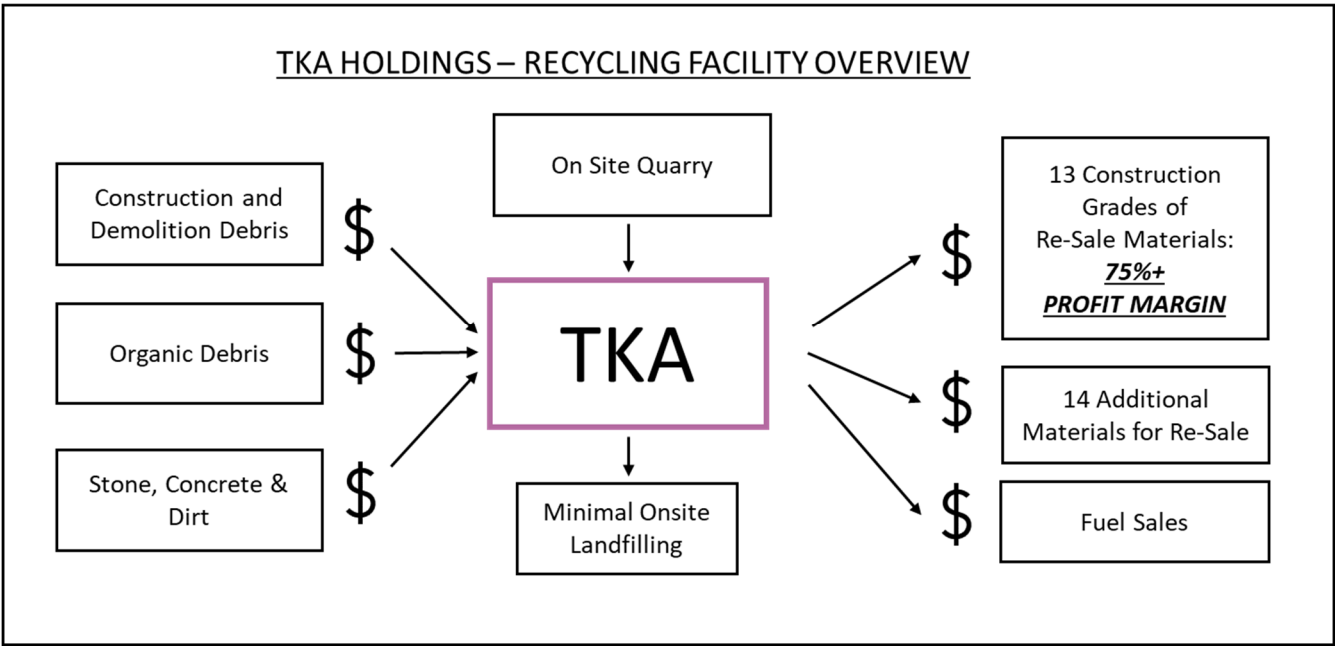 TKA HOLDINGS – RECYCLING FACILITY OVERVIEW
Construction and
Demolition Debris
$
Organic Debris
$
Stone, Concrete &
Dirt
$
On Site Quarry
TKA
Minimal Onsite
Landfilling
$
13 Construction
Grades of
Re-Sale Materials:
75%+
PROFIT MARGIN
$
14 Additional
Materials for Re-Sale
$
Fuel Sales